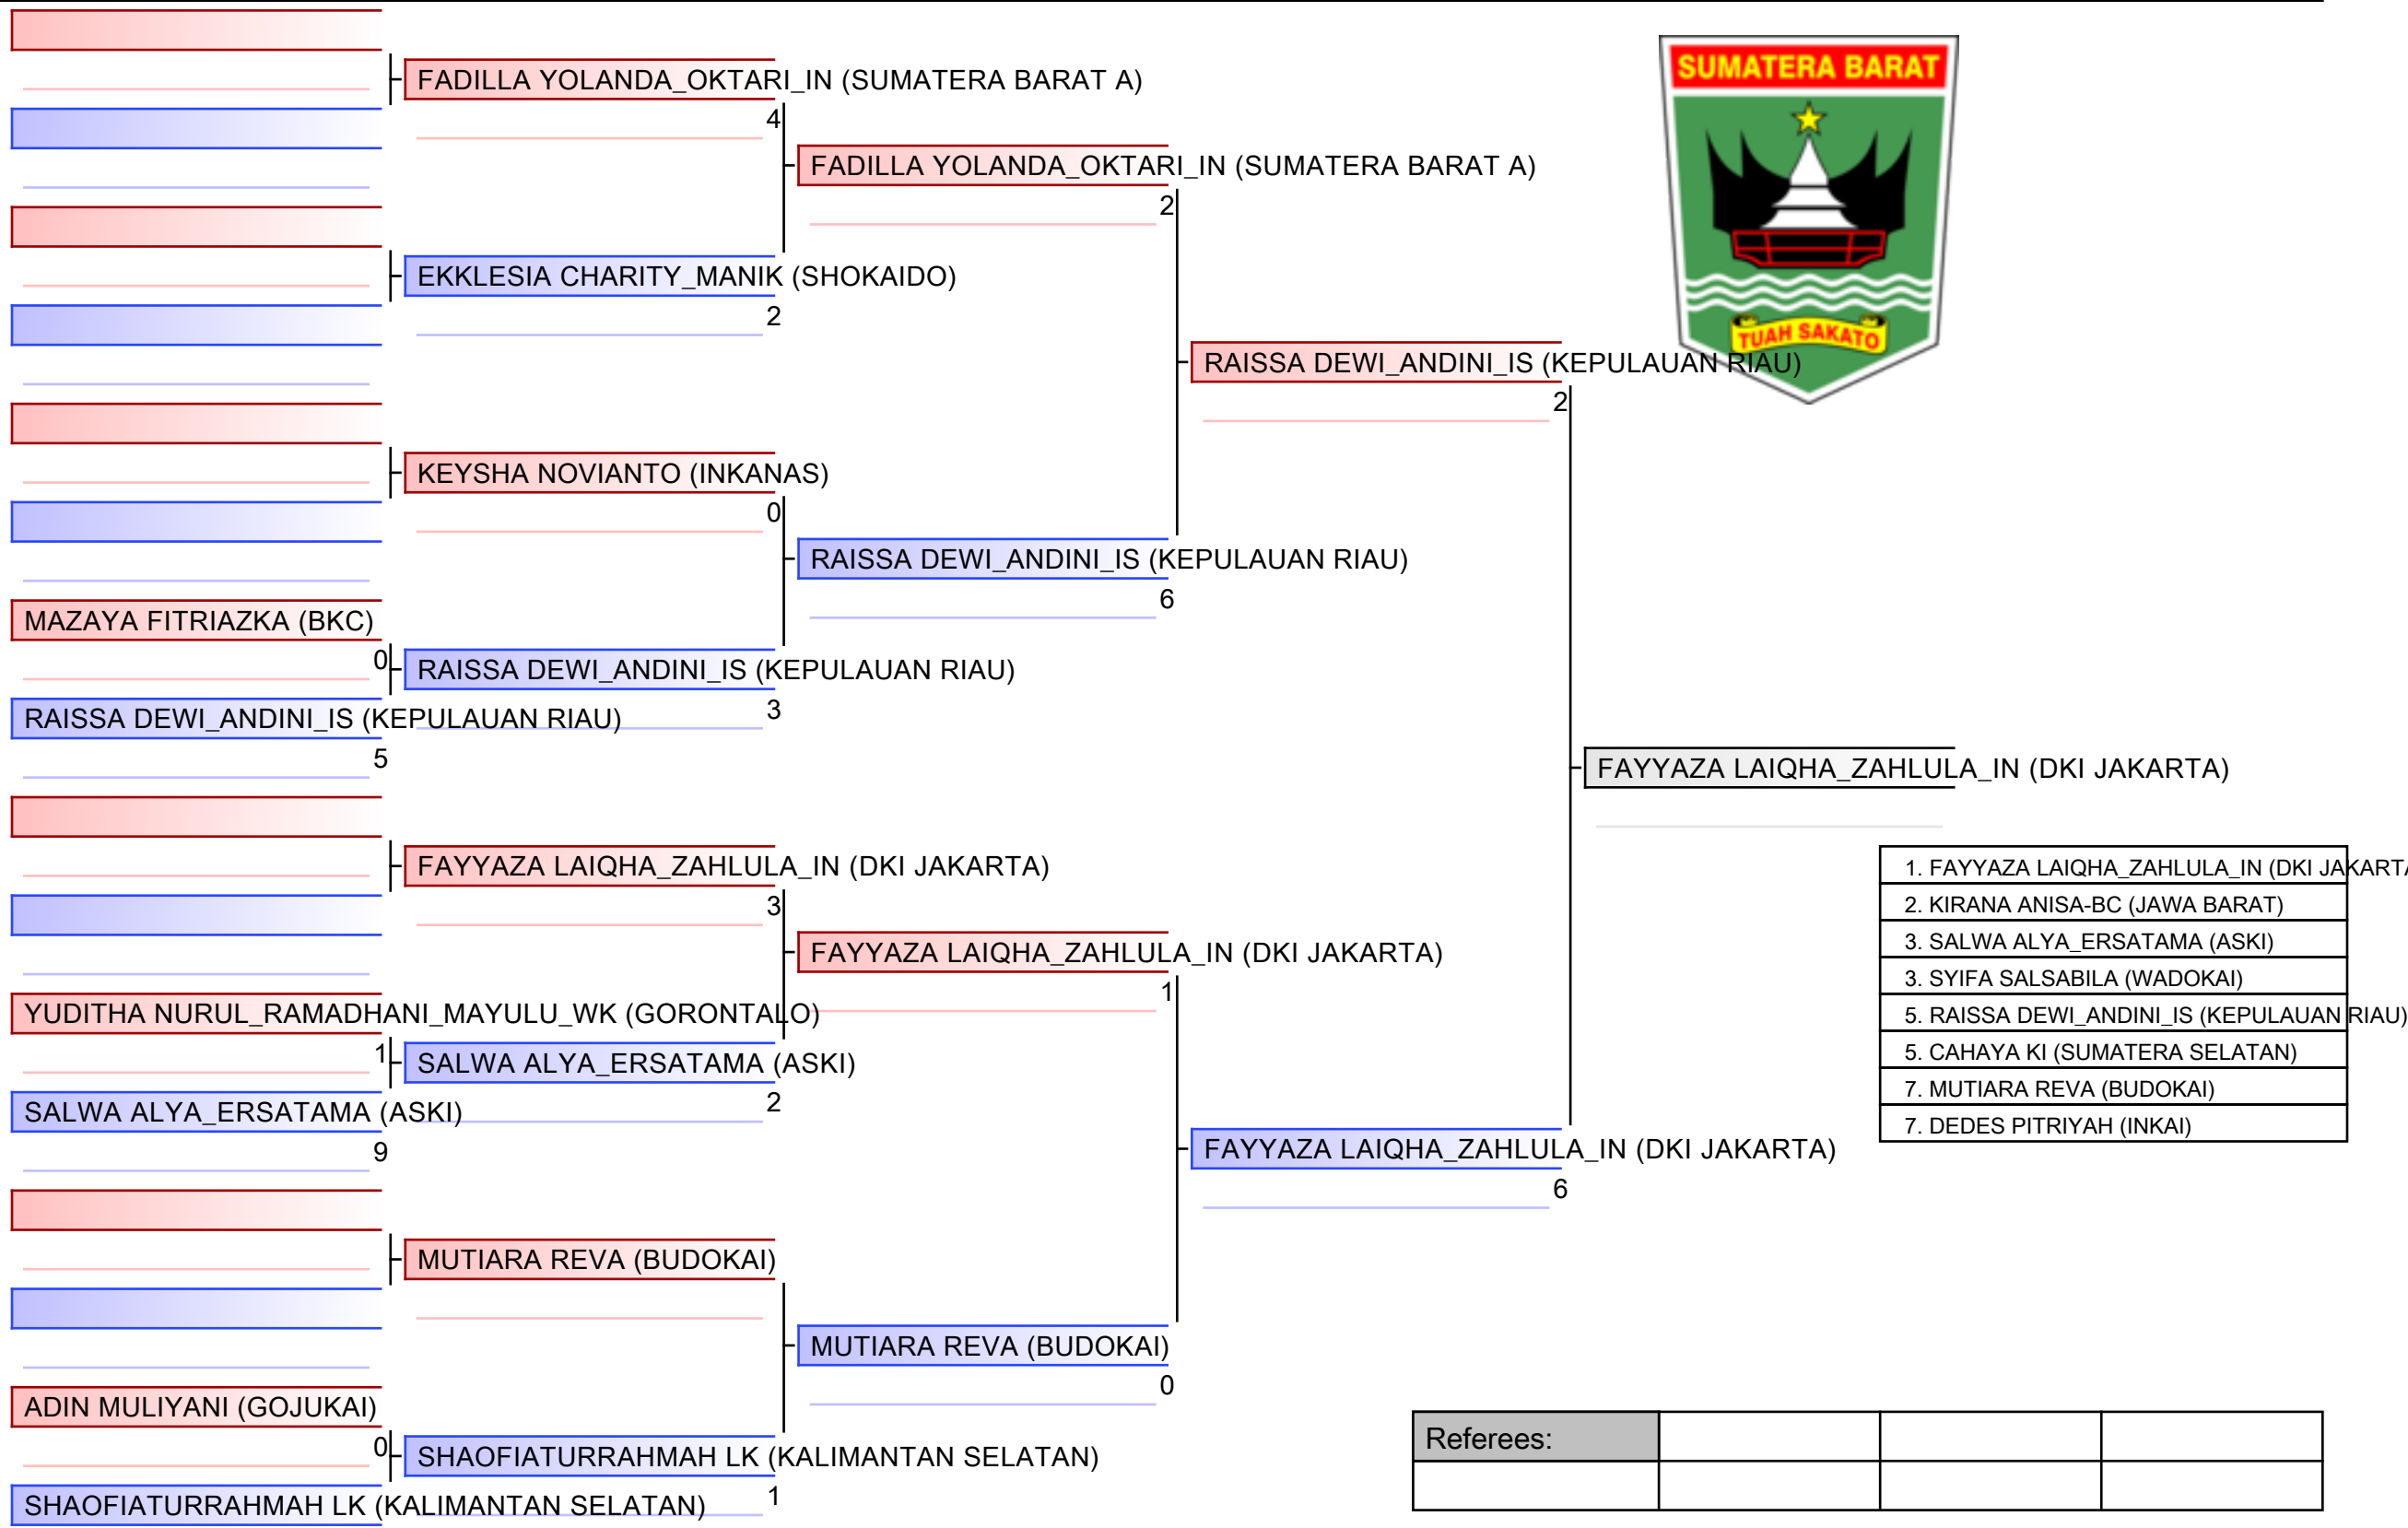 SUMATERA BARAT
TUAH SAKATO
FADILLA YOLANDA_OKTARI_IN (SUMATERA BARAT A)
4
FADILLA YOLANDA_OKTARI_IN (SUMATERA BARAT A)
2
EKKLESIA CHARITY_MANIK (SHOKAIDO)
2
RAISSA DEWI_ANDINI_IS (KEPULAUAN RIAU)
2
KEYSHA NOVIANTO (INKANAS)
0
RAISSA DEWI_ANDINI_IS (KEPULAUAN RIAU)
6
MAZAYA FITRIAZKA (BKC)
0
RAISSA DEWI_ANDINI_IS (KEPULAUAN RIAU)
3
RAISSA DEWI_ANDINI_IS (KEPULAUAN RIAU)
5
FAYYAZA LAIQHA_ZAHLULA_IN (DKI JAKARTA)
FAYYAZA LAIQHA_ZAHLULA_IN (DKI JAKARTA)
3
FAYYAZA LAIQHA_ZAHLULA_IN (DKI JAKARTA)
1
YUDITHA NURUL_RAMADHANI_MAYULU_WK (GORONTALO)
1
SALWA ALYA_ERSATAMA (ASKI)
2
SALWA ALYA_ERSATAMA (ASKI)
9
FAYYAZA LAIQHA_ZAHLULA_IN (DKI JAKARTA)
6
MUTIARA REVA (BUDOKAI)
MUTIARA REVA (BUDOKAI)
0
ADIN MULIYANI (GOJUKAI)
0
SHAOFIATURRAHMAH LK (KALIMANTAN SELATAN)
1
SHAOFIATURRAHMAH LK (KALIMANTAN SELATAN)
1. FAYYAZA LAIQHA_ZAHLULA_IN (DKI JAKARTA
2. KIRANA ANISA-BC (JAWA BARAT)
3. SALWA ALYA_ERSATAMA (ASKI)
3. SYIFA SALSABILA (WADOKAI)
5. RAISSA DEWI_ANDINI_IS (KEPULAUAN RIAU)
5. CAHAYA KI (SUMATERA SELATAN)
7. MUTIARA REVA (BUDOKAI)
7. DEDES PITRIYAH (INKAI)
Referees: